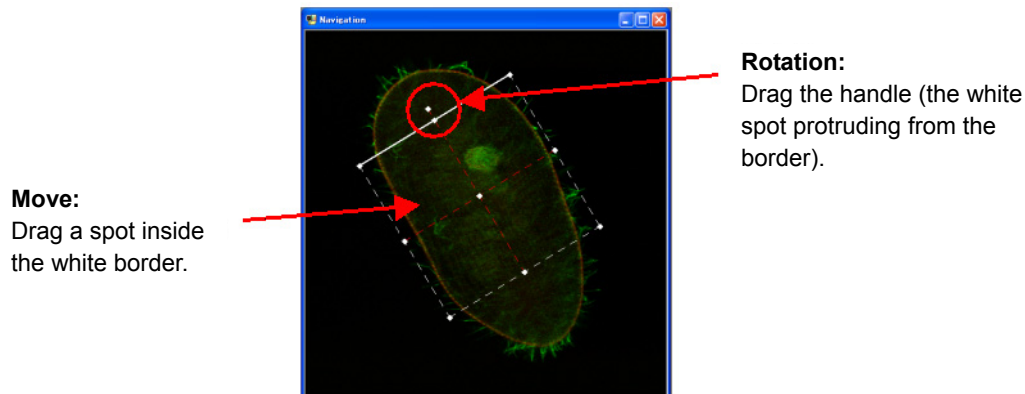 Navigation
Rotation:
Drag the handle (the white
spot protruding from the
border).
Move:
Drag a spot inside
the white border.